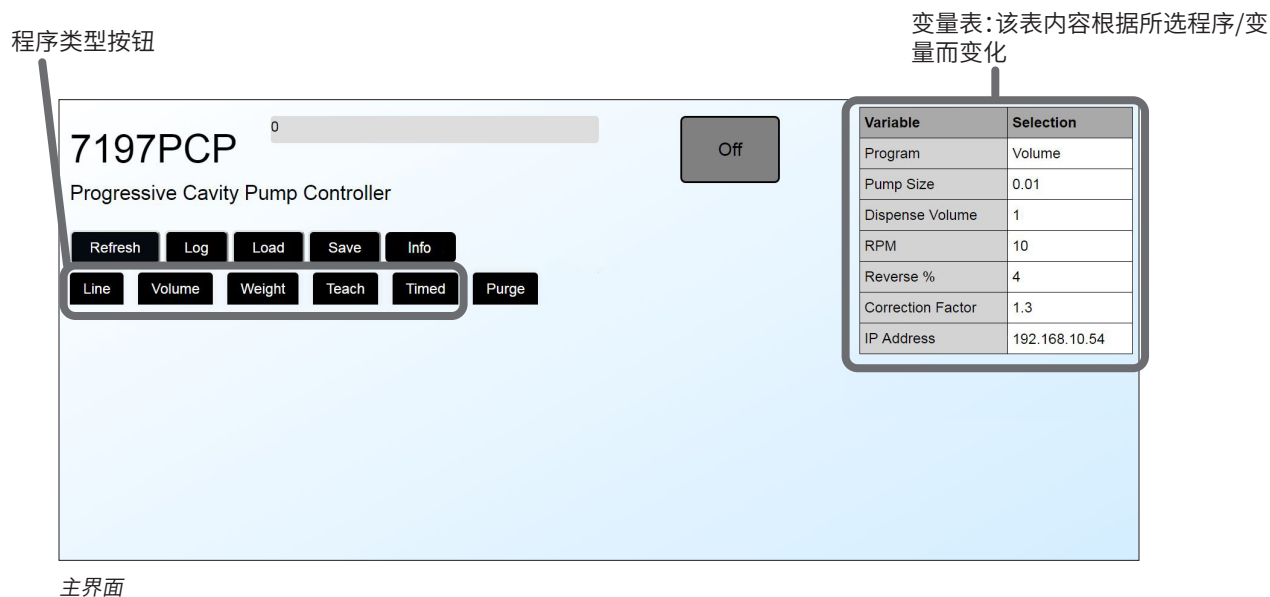 程序类型按钮
变量表：该表内容根据所选程序/变
量而变化
7197PCP
0
Off
Progressive Cavity Pump Controller
Refresh Log Load Save Info
Line Volume Weight Teach Timed Purge
Variable Selection
Program Volume
Pump Size 0.01
Dispense Volume 1
RPM 10
Reverse % 4
Correction Factor 1.3
IP Address 192.168.10.54
主界面